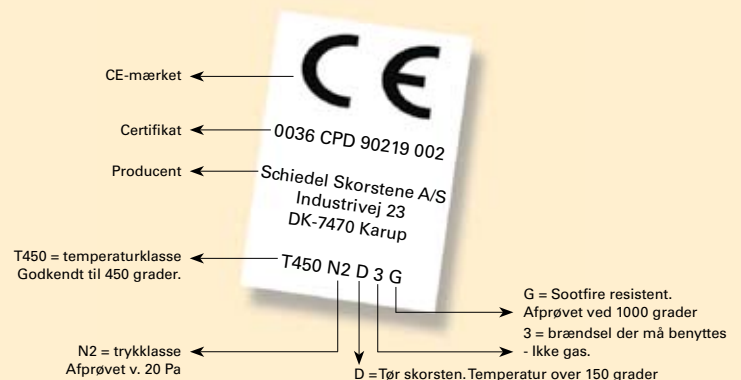 CE
CE-mærket
Certifikat
0036 CPD 90219 002
Producent
Schiedel Skorstene A/S
Industrivej 23
DK-7470 Karup
T450 = temperaturklasse
Godkendt til 450 grader.
T450 N2 D 3 G
G = Sootfire resistent.
Afprøvet ved 1000 grader
3 = brændsel der må benyttes
- Ikke gas.
N2 = trykklasse
Afprøvet v. 20 Pa
D =Tør skorsten.Temperatur over 150 grader